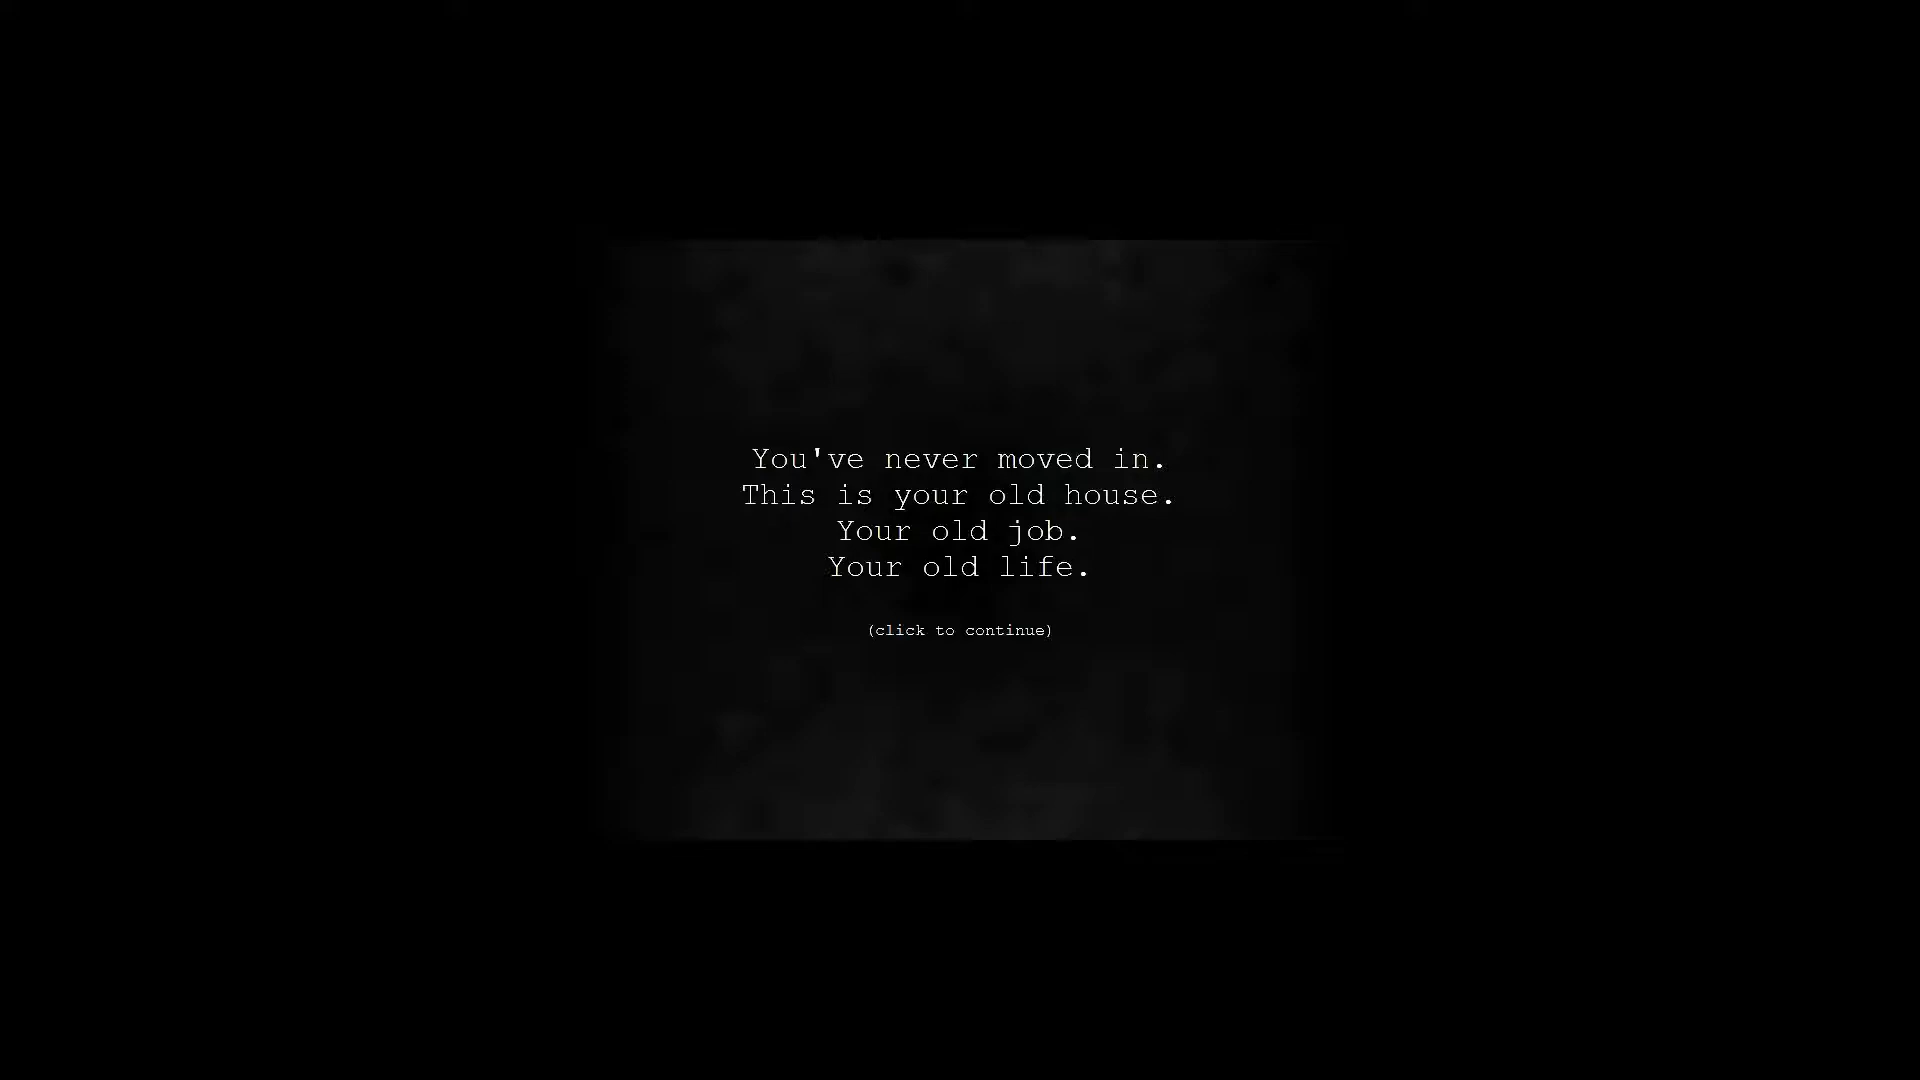 You've never moved in.
This is your old house.
Your old job.
Your old life.
(click to continue)